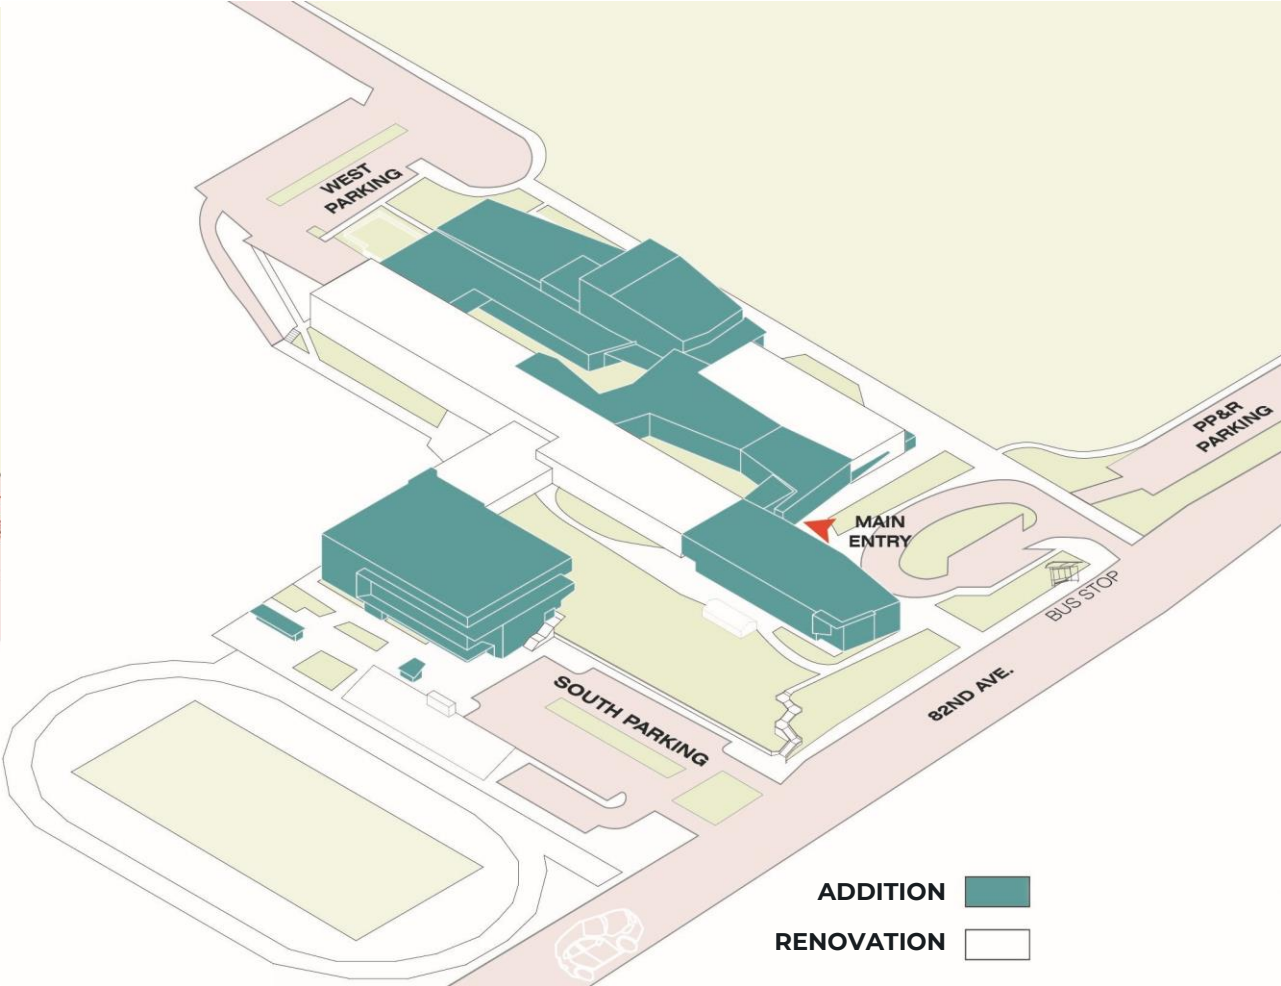 WEST
PARKING
PP&R
PARKING
MAIN
ENTRY
BUS STOP
82ND AVE.
SOUTH PARKING
ADDITION
RENOVATION